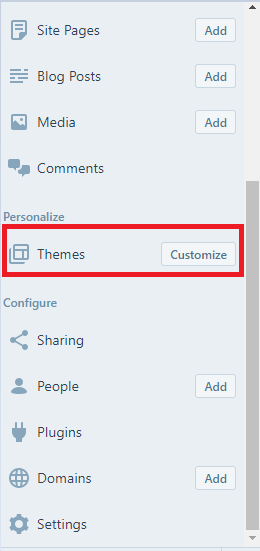 Site Pages Add
Blog Posts Add
Media Add
Comments
Personalize
Themes Customize
Configure
Sharing
People Add
Plugins
Domains Add
Settings